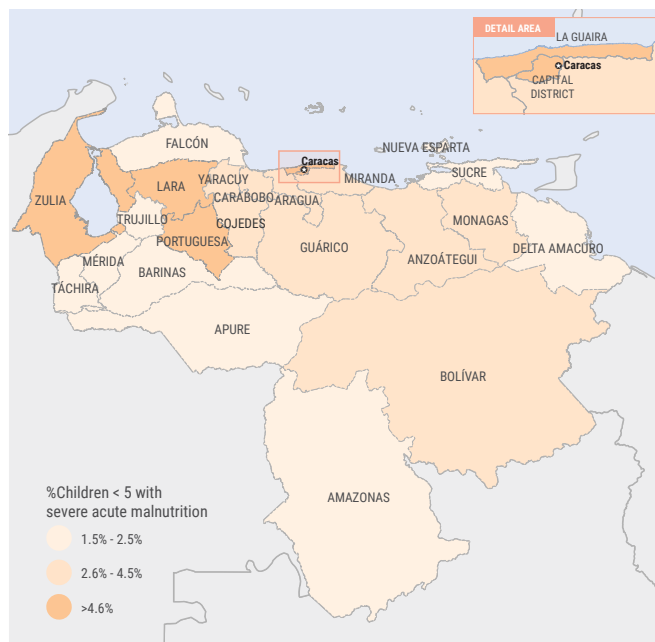 DETAIL AREA
LA GUAIRA
Caracas
CAPITAL
DISTRICT
FALCÓN
Caracas
NUEVA ESPARTA
SUCRE
MIRANDA
YARACUY
CARABOBO
ARAGUA
LARA
ZULIA
TRUJILLO
COJEDES
MONAGAS
PORTUGUESA
GUÁRICO
DELTA AMACURO
ANZOÁTEGUI
MÉRIDA
BARINAS
TÁCHIRA
APURE
BOLÍVAR
AMAZONAS
%Children < 5 with
severe acute malnutrition
1.5% - 2.5%
2.6% - 4.5%
>4.6%